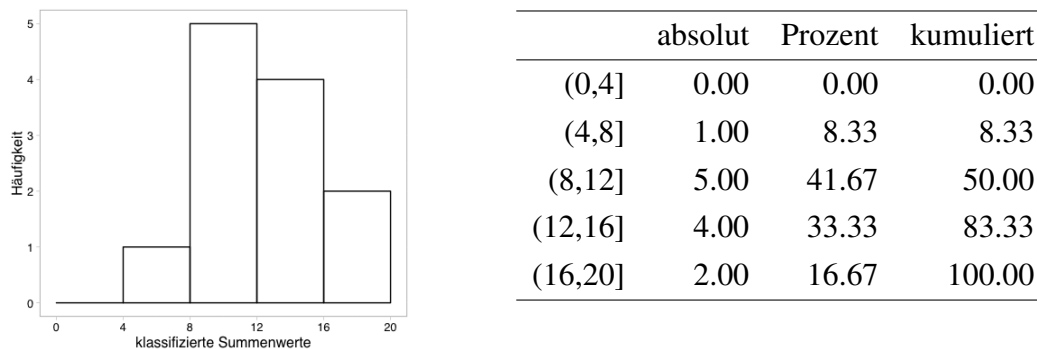 5
4
3
2
1
0
Häufigkeit
0 4 8 12 16 20
klassifizierte Summenwerte
absolut Prozent kumuliert
(0,4] 0.00 0.00 0.00
(4,8] 1.00 8.33 8.33
(8,12] 5.00 41.67 50.00
(12,16] 4.00 33.33 83.33
(16,20] 2.00 16.67 100.00